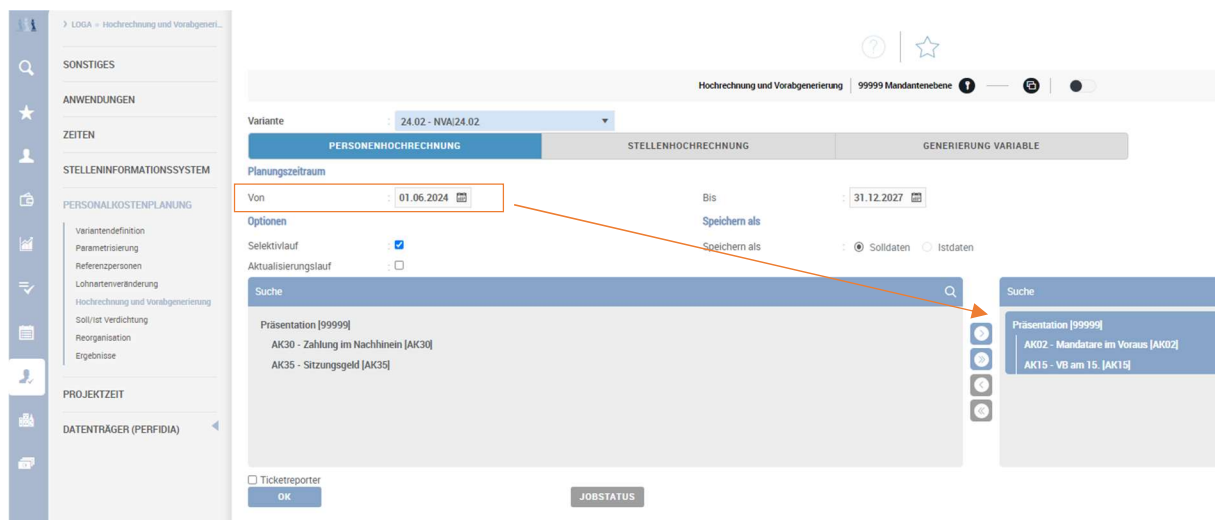 > LOGA » Hochrechnung und Vorabgeneri...
SONSTIGES
ANWENDUNGEN
ZEITEN
STELLENINFORMATIONSSYSTEM
PERSONALKOSTENPLANUNG
Variantendefinition
Parametrisierung
Referenzpersonen
Lohnartenveränderung
Hochrechnung und Vorabgenerierung
Soll/Ist Verdichtung
Reorganisation
Ergebnisse
PROJEKTZEIT
DATENTRÄGER (PERFIDIA)
?
Hochrechnung und Vorabgenerierung | 99999 Mandantenebene
Variante : 24.02 - NVA|24.02
PERSONENHOCHRECHNUNG STELLENHOCHRECHNUNG GENERIERUNG VARIABLE
Planungszeitraum
Von : 01.06.2024 Bis : 31.12.2027
Optionen Speichern als
Selektivlauf : Speichern als : Solldaten Istdaten
Aktualisierungslauf :
Suche Suche
Präsentation |99999| Präsentation |99999|
AK30 - Zahlung im Nachhinein |AK30| AK02 - Mandatare im Voraus |AK02|
AK35 - Sitzungsgeld |AK35| AK15 - VB am 15. |AK15|
Ticketreporter
OK JOBSTATUS